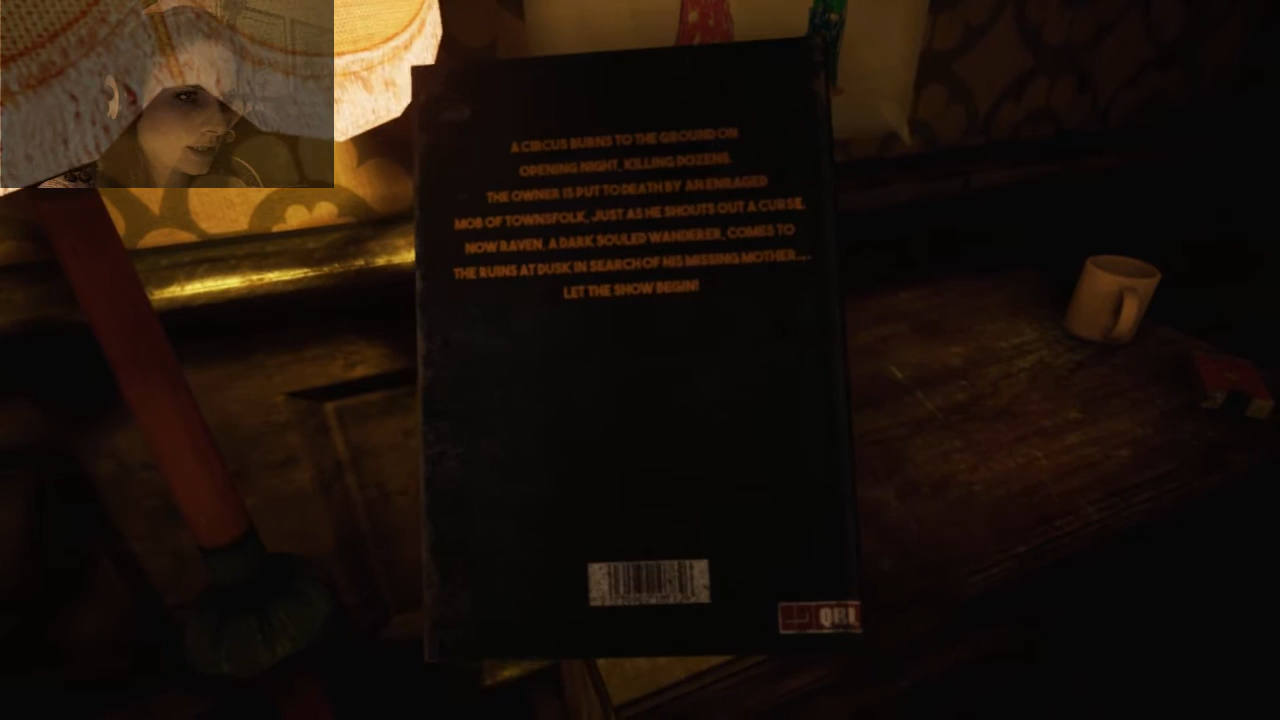 A CIRCUS BURNS TO THE GROUND ON
OPENING NIGHT, KILLING DOZENS.
THE OWNER IS PUT TO DEATH BY AN ENRAGED
MOB OF TOWNSFOLK, JUST AS HE SHOUTS OUT A CURSE.
NOW RAVEN, A DARK SOULED WANDERER, COMES TO
THE RUINS AT DUSK IN SEARCH OF HIS MISSING MOTHER...
LET THE SHOW BEGIN!